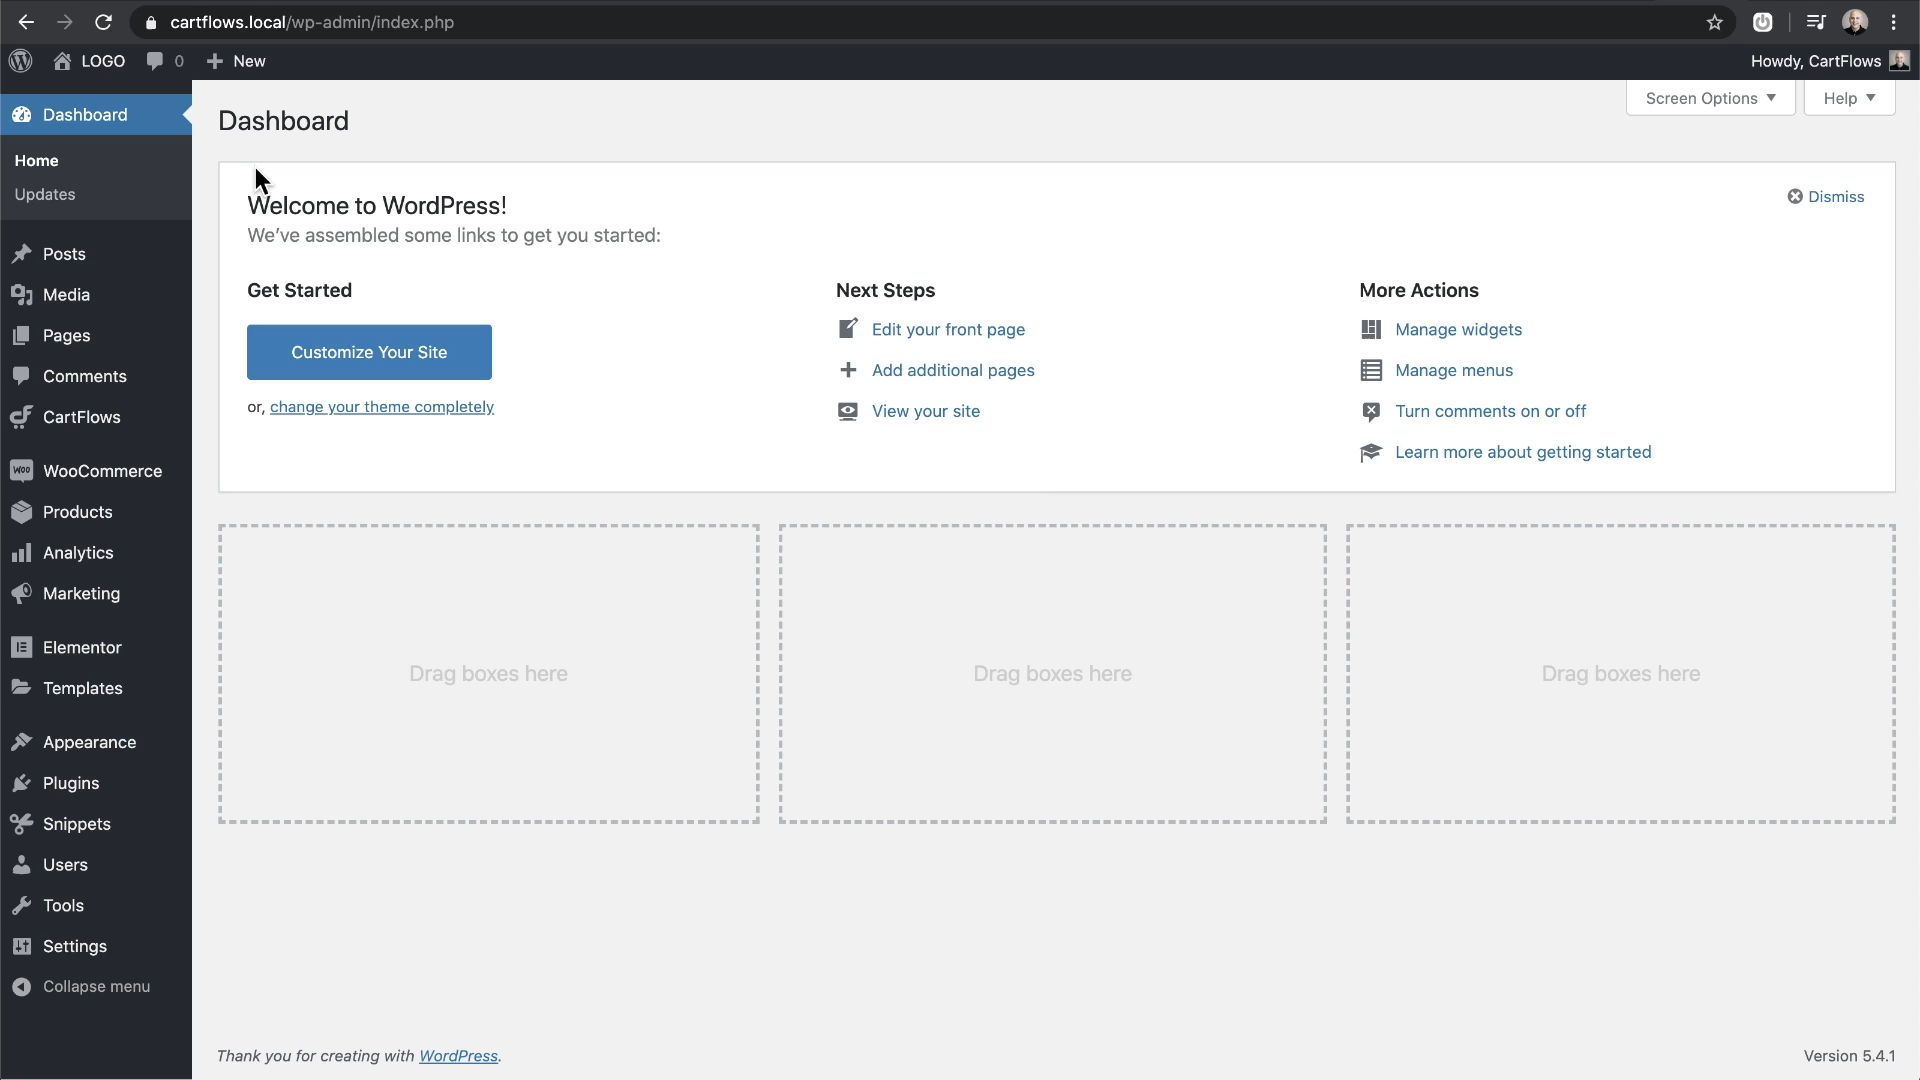 cartflows.local/wp-admin/index.php
LOGO
0
New
Howdy, CartFlows
Dashboard
Home
Updates
Posts
Media
Pages
Comments
CartFlows
WooCommerce
Products
Analytics
Marketing
Elementor
Templates
Appearance
Plugins
Snippets
Users
Tools
Settings
Collapse menu
Dashboard
Screen Options
Help
Welcome to WordPress!
We've assembled some links to get you started:
Dismiss
Get Started
Customize Your Site
or, change your theme completely
Next Steps
Edit your front page
Add additional pages
View your site
More Actions
Manage widgets
Manage menus
Turn comments on or off
Learn more about getting started
Drag boxes here
Drag boxes here
Drag boxes here
Thank you for creating with WordPress.
Version 5.4.1